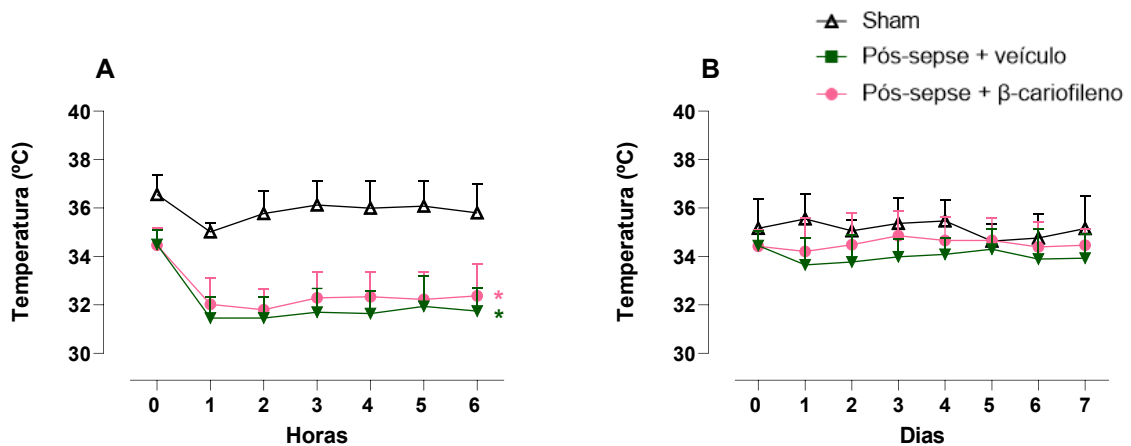 Sham
Pós-sepse + veículo
Pós-sepse + β-cariofileno
A
40
38
36
34
32
30
Temperatura (ºC)
*
*
0 1 2 3 4 5 6
Horas
B
40
38
36
34
32
30
Temperatura (ºC)
0 1 2 3 4 5 6 7
Dias